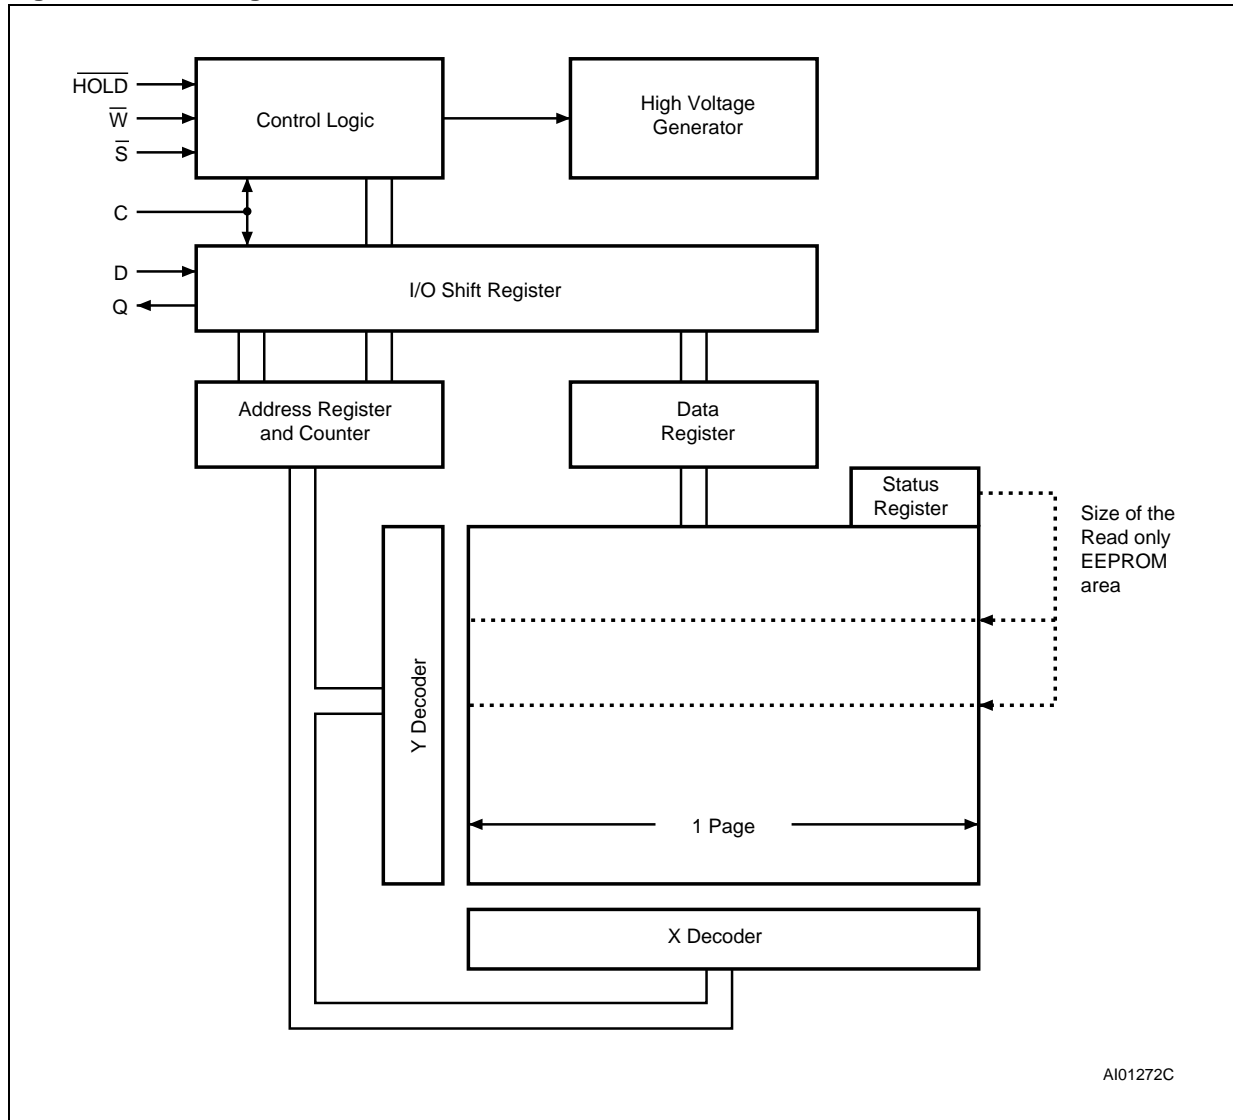 HOLD
W
S
C
D
Q
Control Logic
High Voltage
Generator
I/O Shift Register
Address Register
and Counter
Data
Register
Status
Register
Size of the
Read only
EEPROM
area
Y Decoder
1 Page
X Decoder
AI01272C